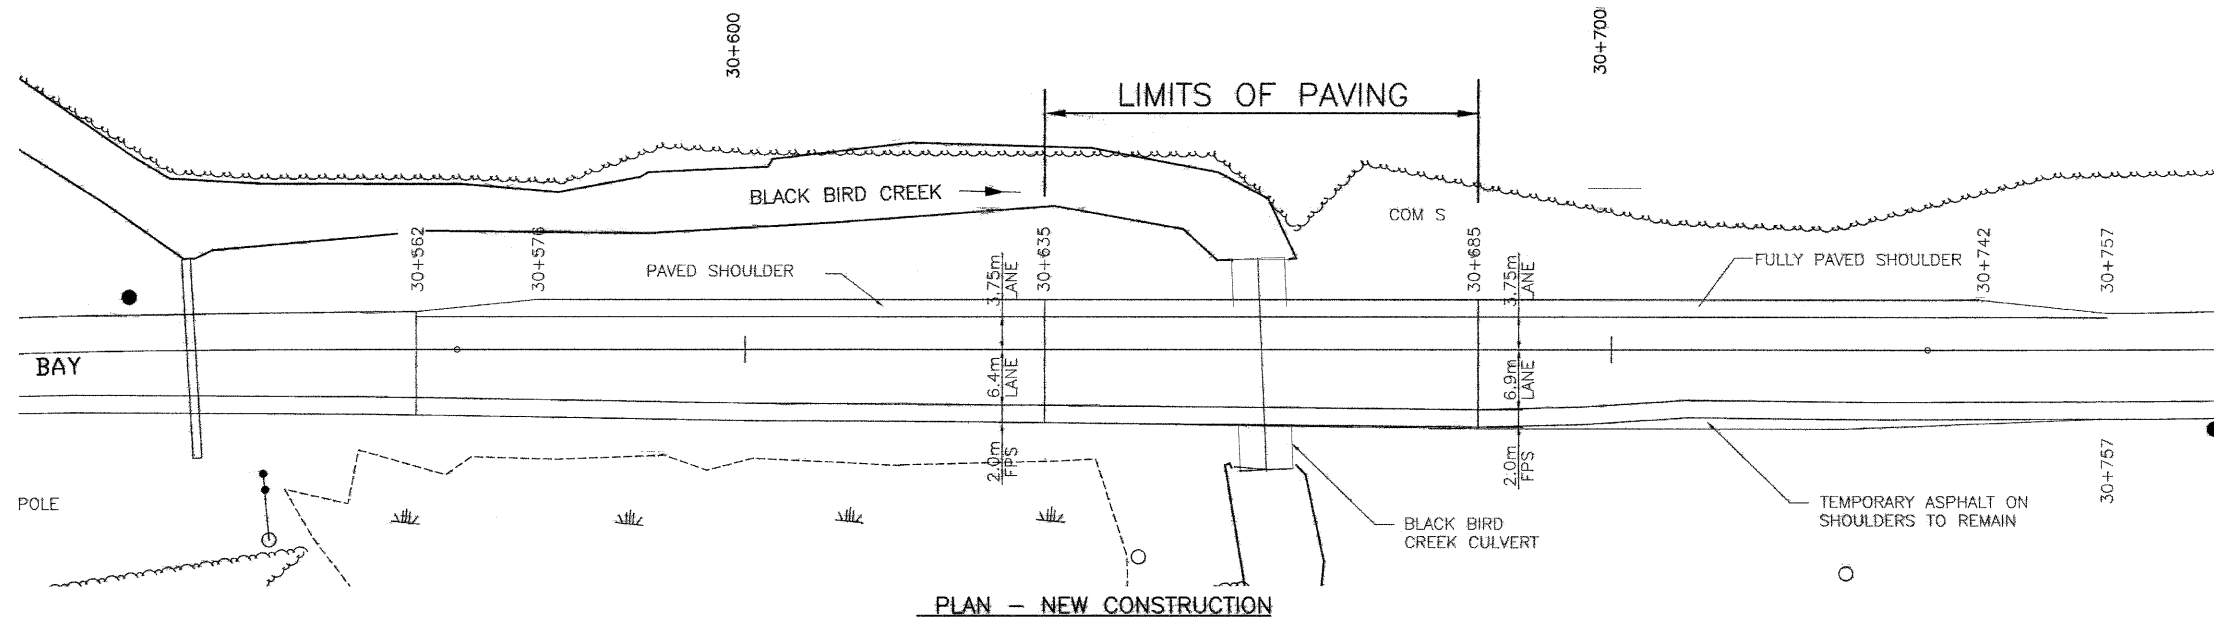 30+600
30+700
LIMITS OF PAVING
BLACK BIRD CREEK
COM S
30+562
30+576
PAVED SHOULDER
3.75m
LANE
30+635
30+685
3.75m
LANE
FULLY PAVED SHOULDER
30+742
30+757
BAY
6.4m
LANE
6.9m
LANE
2.0m
FPS
2.0m
FPS
30+757
POLE
BLACK BIRD
CREEK CULVERT
TEMPORARY ASPHALT ON
SHOULDERS TO REMAIN
PLAN – NEW CONSTRUCTION